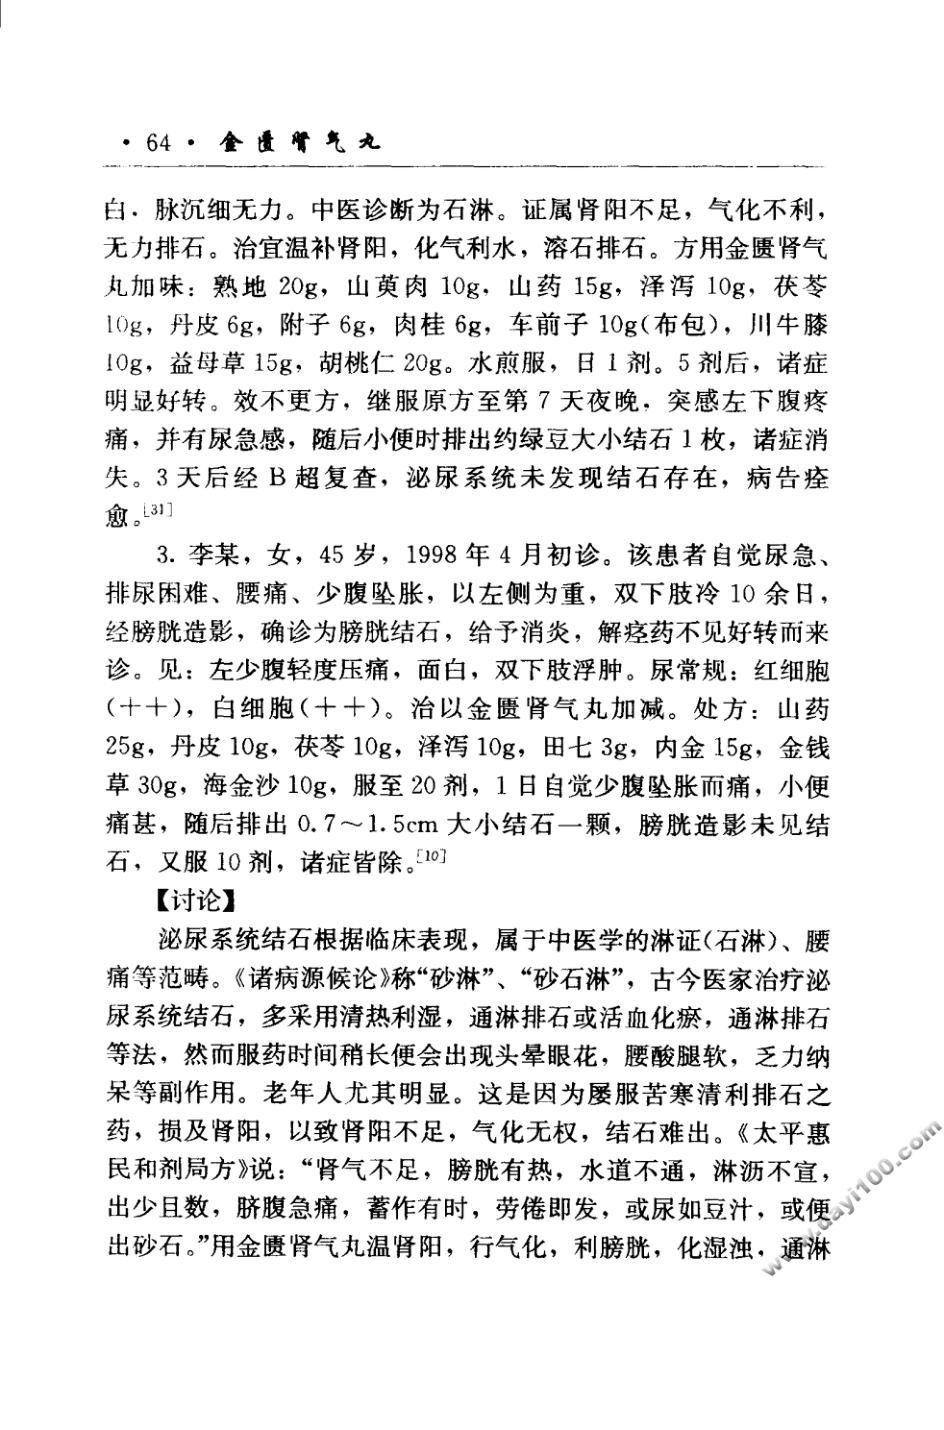 · 64 · 金匮肾气丸
白．脉沉细无力。中医诊断为石淋。证属肾阳不足，气化不利，
无力排石。治宜温补肾阳，化气利水，溶石排石。方用金匮肾气
丸加味：熟地 20g，山萸肉 10g，山药 15g，泽泻 10g，茯苓
10g，丹皮 6g，附子 6g，肉桂 6g，车前子 10g(布包)，川牛膝
10g，益母草 15g，胡桃仁 20g。水煎服，日 1 剂。5 剂后，诸症
明显好转。效不更方，继服原方至第 7 天夜晚，突感左下腹疼
痛，并有尿急感，随后小便时排出约绿豆大小结石 1 枚，诸症消
失。3 天后经 B 超复查，泌尿系统未发现结石存在，病告痊
愈。[31]
3. 李某，女，45 岁，1998 年 4 月初诊。该患者自觉尿急、
排尿困难、腰痛、少腹坠胀，以左侧为重，双下肢冷 10 余日，
经膀胱造影，确诊为膀胱结石，给予消炎，解痉药不见好转而来
诊。见：左少腹轻度压痛，面白，双下肢浮肿。尿常规：红细胞
(＋＋)，白细胞(＋＋)。治以金匮肾气丸加减。处方：山药
25g，丹皮 10g，茯苓 10g，泽泻 10g，田七 3g，内金 15g，金钱
草 30g，海金沙 10g，服至 20 剂，1 日自觉少腹坠胀而痛，小便
痛甚，随后排出 0.7～1.5cm 大小结石一颗，膀胱造影未见结
石，又服 10 剂，诸症皆除。[10]
【讨论】
泌尿系统结石根据临床表现，属于中医学的淋证(石淋)、腰
痛等范畴。《诸病源候论》称“砂淋”、“砂石淋”，古今医家治疗泌
尿系统结石，多采用清热利湿，通淋排石或活血化瘀，通淋排石
等法，然而服药时间稍长便会出现头晕眼花，腰酸腿软，乏力纳
呆等副作用。老年人尤其明显。这是因为屡服苦寒清利排石之
药，损及肾阳，以致肾阳不足，气化无权，结石难出。《太平惠
民和剂局方》说：“肾气不足，膀胱有热，水道不通，淋沥不宣，
出少且数，脐腹急痛，蓄作有时，劳倦即发，或尿如豆汁，或便
出砂石。”用金匮肾气丸温肾阳，行气化，利膀胱，化湿浊，通淋
www.dayi100.com